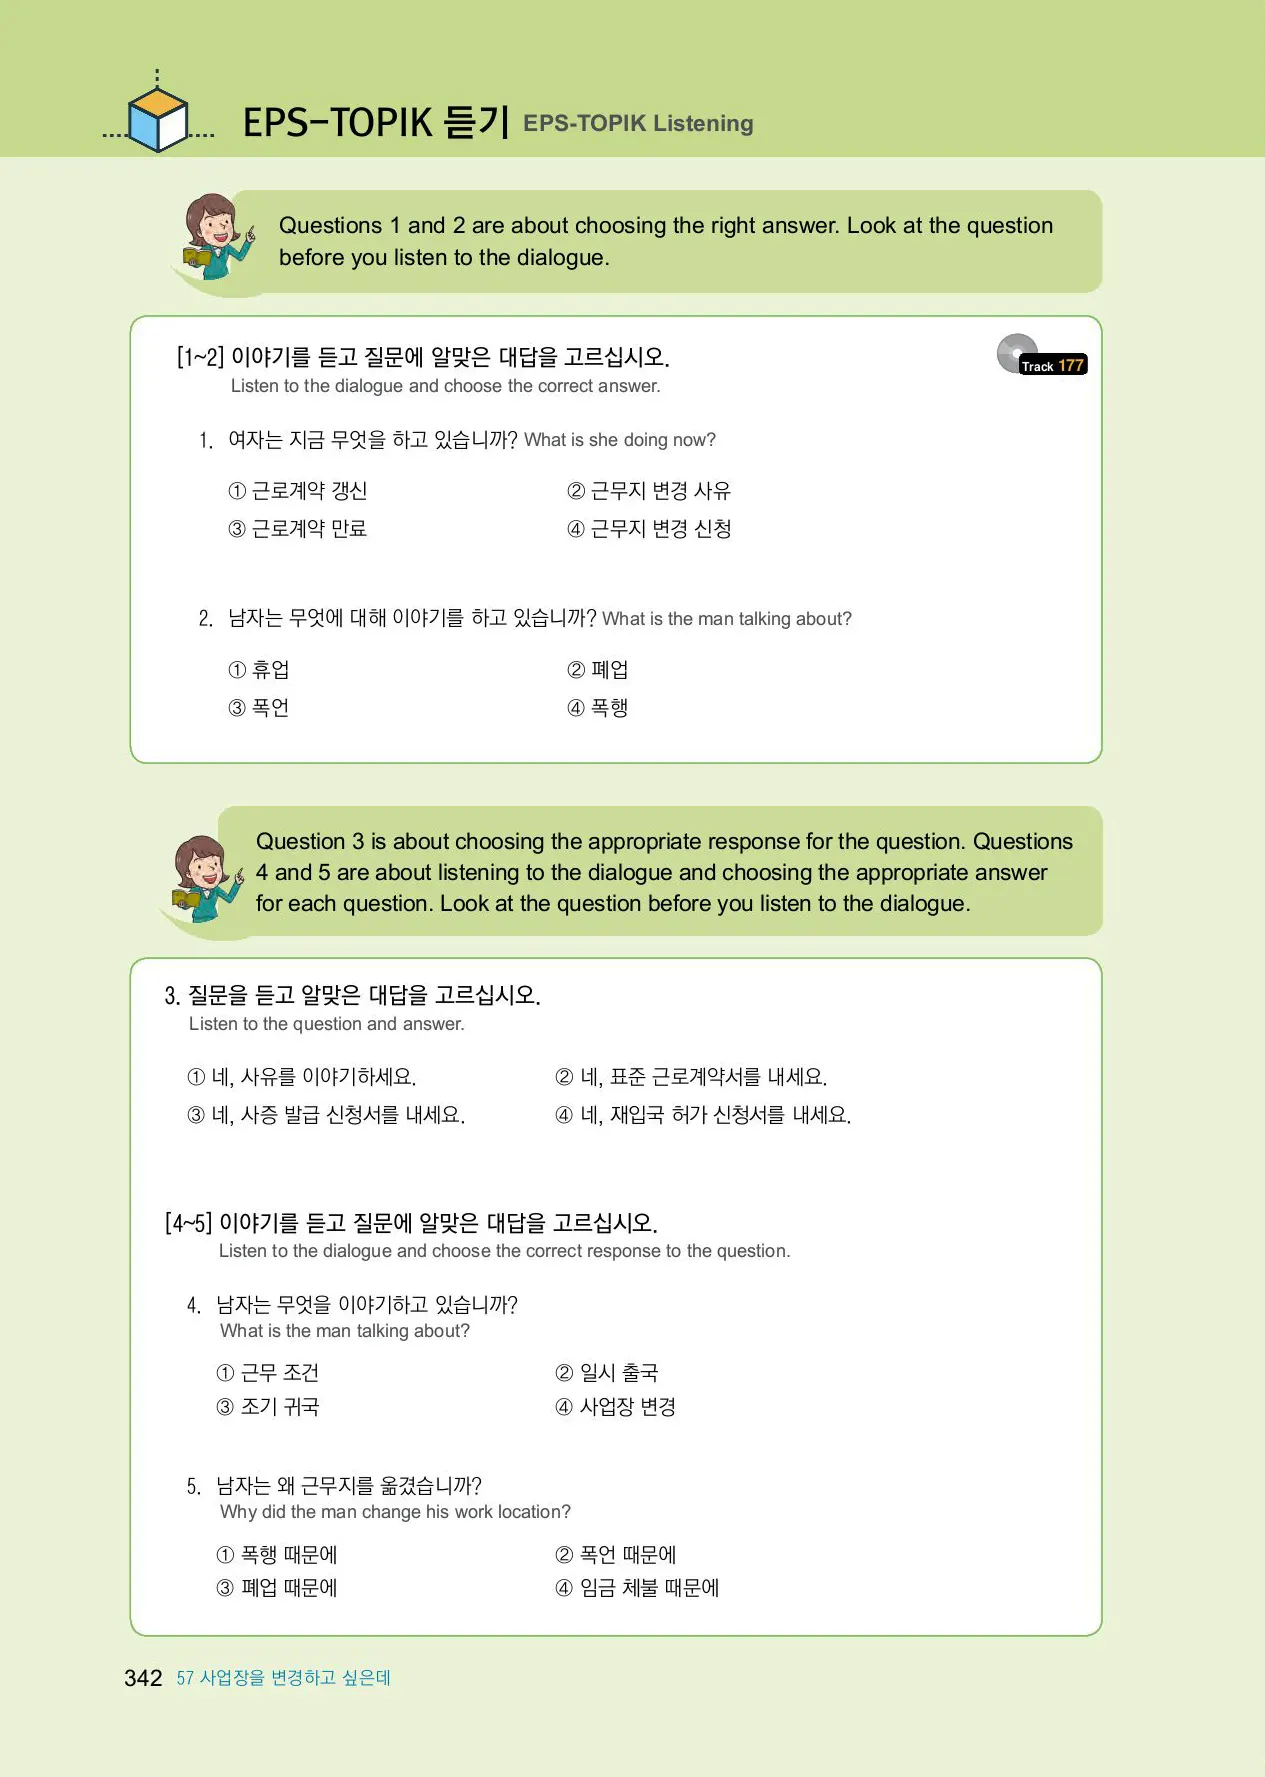 EPS-TOPIK 듣기 EPS-TOPIK Listening
Questions 1 and 2 are about choosing the right answer. Look at the question
before you listen to the dialogue.
[1~2] 이야기를 듣고 질문에 알맞은 대답을 고르십시오.
Track 177
Listen to the dialogue and choose the correct answer.
1. 여자는 지금 무엇을 하고 있습니까? What is she doing now?
① 근로계약 갱신 ② 근무지 변경 사유
③ 근로계약 만료 ④ 근무지 변경 신청
2. 남자는 무엇에 대해 이야기를 하고 있습니까? What is the man talking about?
① 휴업 ② 폐업
③ 폭언 ④ 폭행
Question 3 is about choosing the appropriate response for the question. Questions
4 and 5 are about listening to the dialogue and choosing the appropriate answer
for each question. Look at the question before you listen to the dialogue.
3. 질문을 듣고 알맞은 대답을 고르십시오.
Listen to the question and answer.
① 네, 사유를 이야기하세요. ② 네, 표준 근로계약서를 내세요.
③ 네, 사증 발급 신청서를 내세요. ④ 네, 재입국 허가 신청서를 내세요.
[4~5] 이야기를 듣고 질문에 알맞은 대답을 고르십시오.
Listen to the dialogue and choose the correct response to the question.
4. 남자는 무엇을 이야기하고 있습니까?
What is the man talking about?
① 근무 조건 ② 일시 출국
③ 조기 귀국 ④ 사업장 변경
5. 남자는 왜 근무지를 옮겼습니까?
Why did the man change his work location?
① 폭행 때문에 ② 폭언 때문에
③ 폐업 때문에 ④ 임금 체불 때문에
342 57 사업장을 변경하고 싶은데